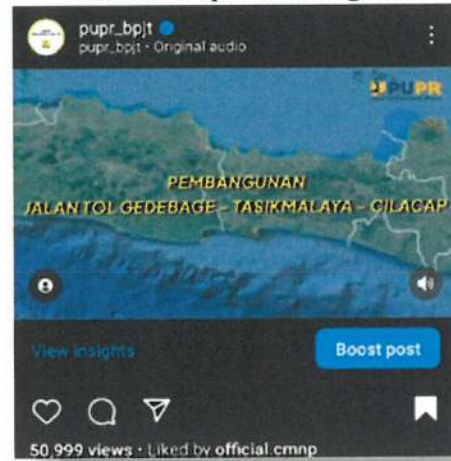 pupr_bpjt
pupr_bpjt • Original audio
PUPR
PEMBANGUNAN
JALAN TOL GEDEBAGE – TASIKMALAYA – CILACAP
View insights
Boost post
50,999 views • Liked by official.cmnp